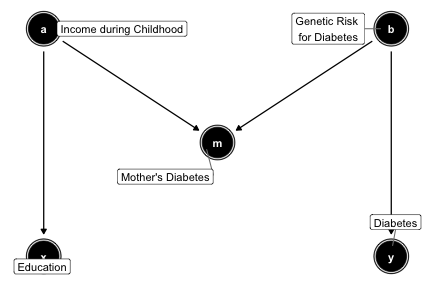 a
Income during Childhood
Genetic Risk
for Diabetes
b
m
Mother's Diabetes
Diabetes
x
Education
y